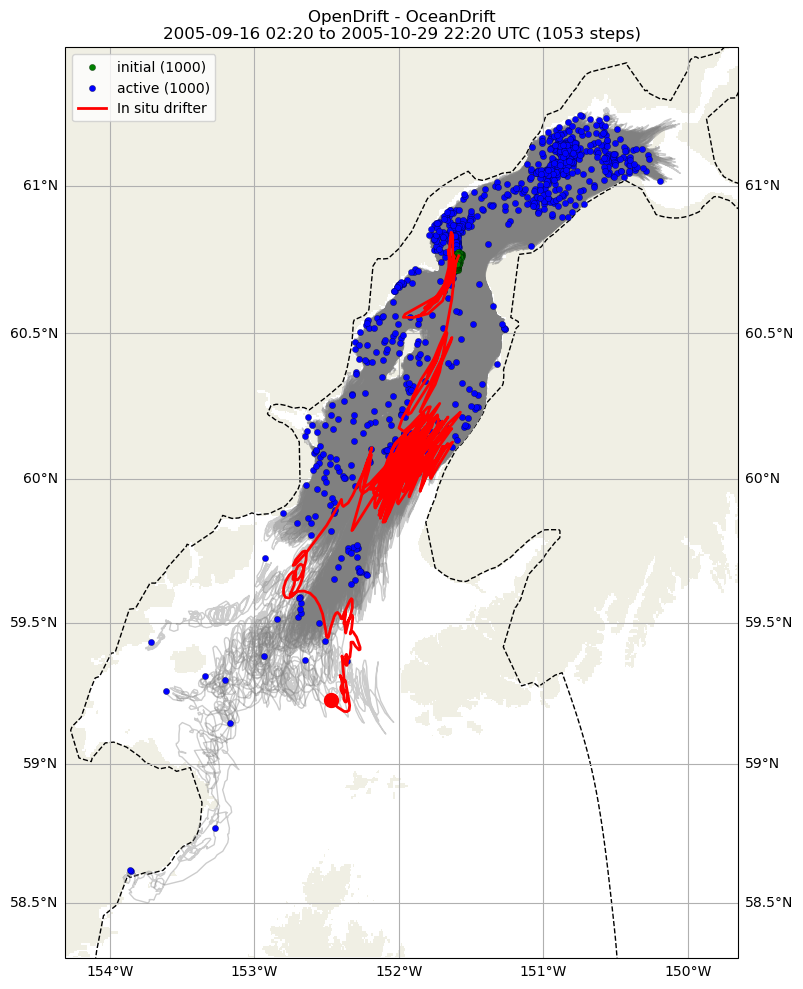 OpenDrift - OceanDrift
2005-09-16 02:20 to 2005-10-29 22:20 UTC (1053 steps)
initial (1000)
active (1000)
In situ drifter
61°N
61°N
60.5°N
60.5°N
60°N
60°N
59.5°N
59.5°N
59°N
59°N
58.5°N
58.5°N
154°W
153°W
152°W
151°W
150°W